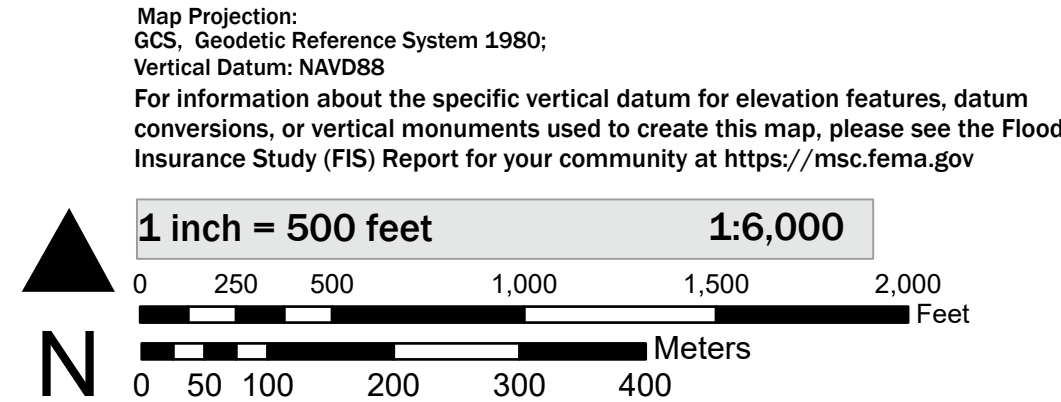 Map Projection:
GCS, Geodetic Reference System 1980;
Vertical Datum: NAVD88
For information about the specific vertical datum for elevation features, datum
conversions, or vertical monuments used to create this map, please see the Flood
Insurance Study (FIS) Report for your community at https://msc.fema.gov
1 inch = 500 feet 1:6,000
0 250 500 1,000 1,500 2,000
Feet
Meters
N
0 50 100 200 300 400